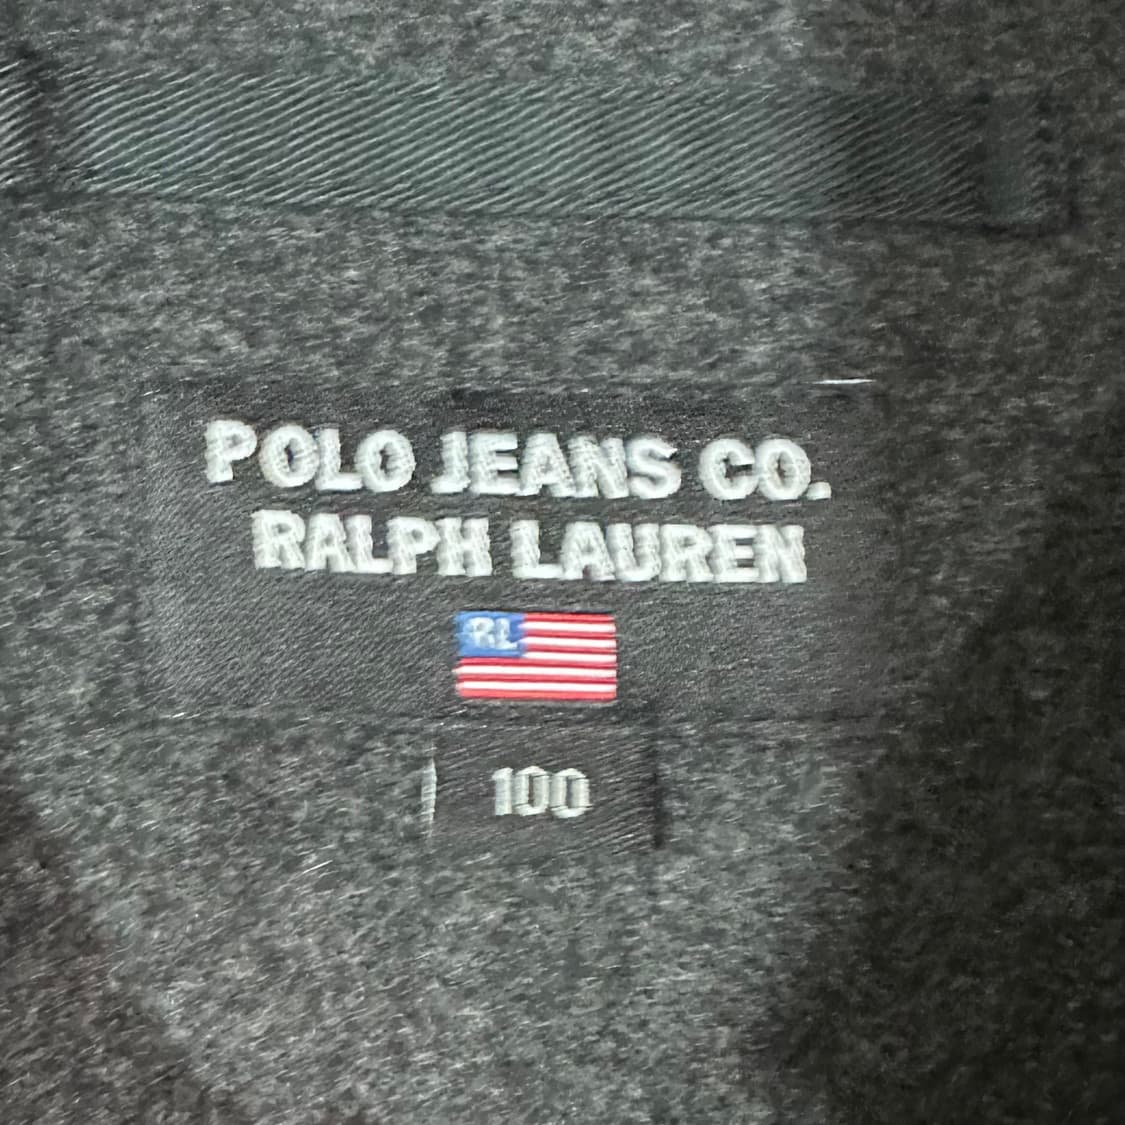 POLO JEANS CO.
RALPH LAUREN
RL
100